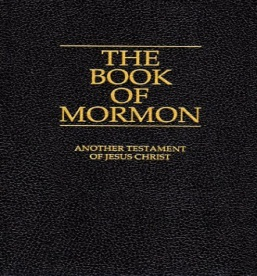 THE
BOOK
OF
MORMON
ANOTHER TESTAMENT
OF JESUS CHRIST